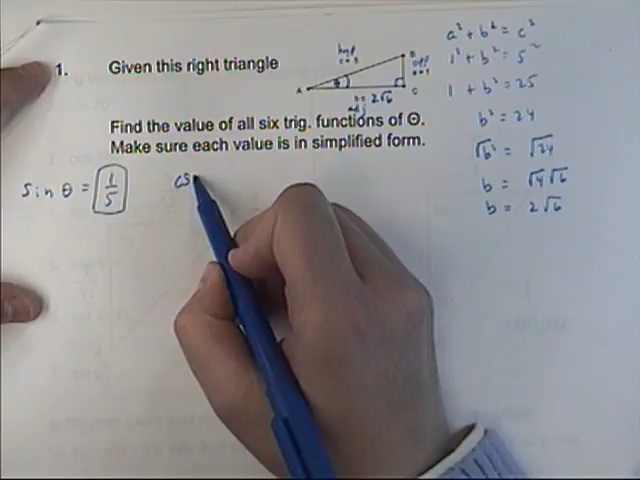 1. Given this right triangle
hyp
c = 5
B
opp
a = 1
A
θ
C
b = 2√6
adj
Find the value of all six trig. functions of Θ.
Make sure each value is in simplified form.
sin θ = 1/5
cs
a² + b² = c²
1² + b² = 5²
1 + b² = 25
b² = 24
√b² = √24
b = √4 √6
b = 2√6